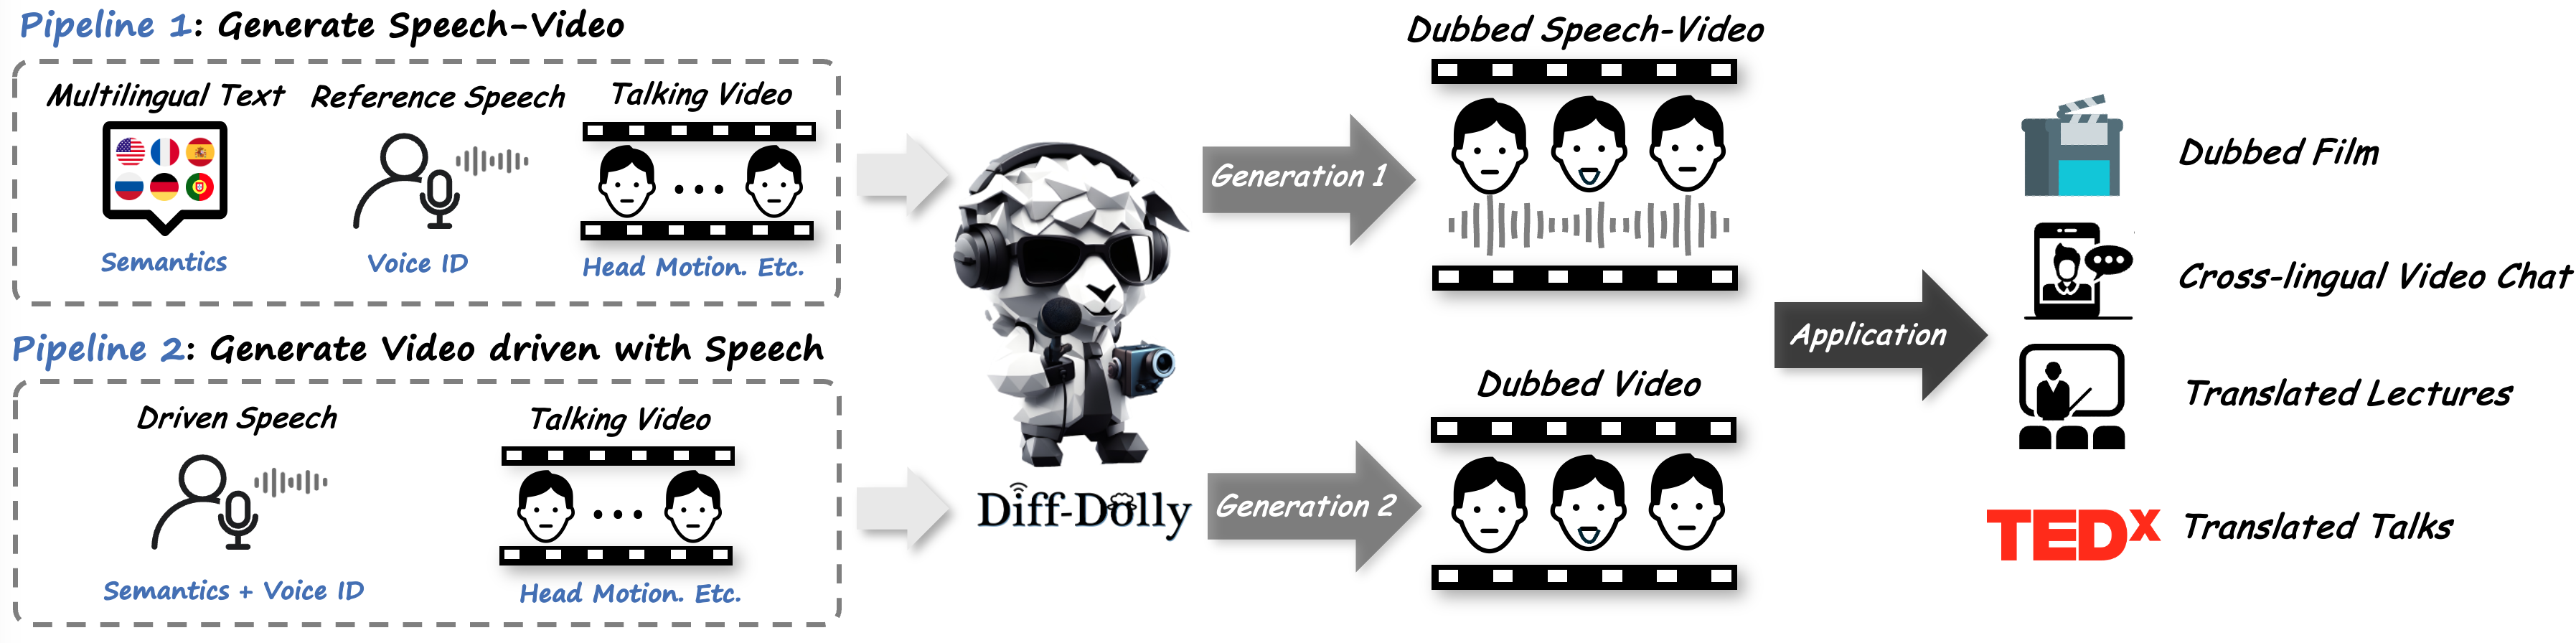 Pipeline 1: Generate Speech-Video
Multilingual Text
Reference Speech
Talking Video
Semantics
Voice ID
Head Motion. Etc.
Pipeline 2: Generate Video driven with Speech
Driven Speech
Talking Video
Semantics + Voice ID
Head Motion. Etc.
Diff-Dolly
Generation 1
Generation 2
Dubbed Speech-Video
Dubbed Video
Application
Dubbed Film
Cross-lingual Video Chat
Translated Lectures
TEDx Translated Talks